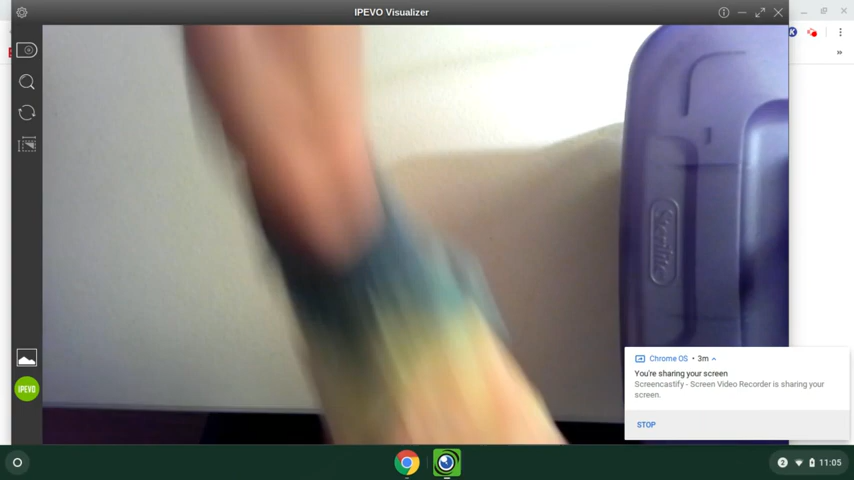 IPEVO Visualizer
Sterilite
IPEVO
Chrome OS • 3m
You're sharing your screen
Screencastify - Screen Video Recorder is sharing your
screen.
STOP
2
11:05